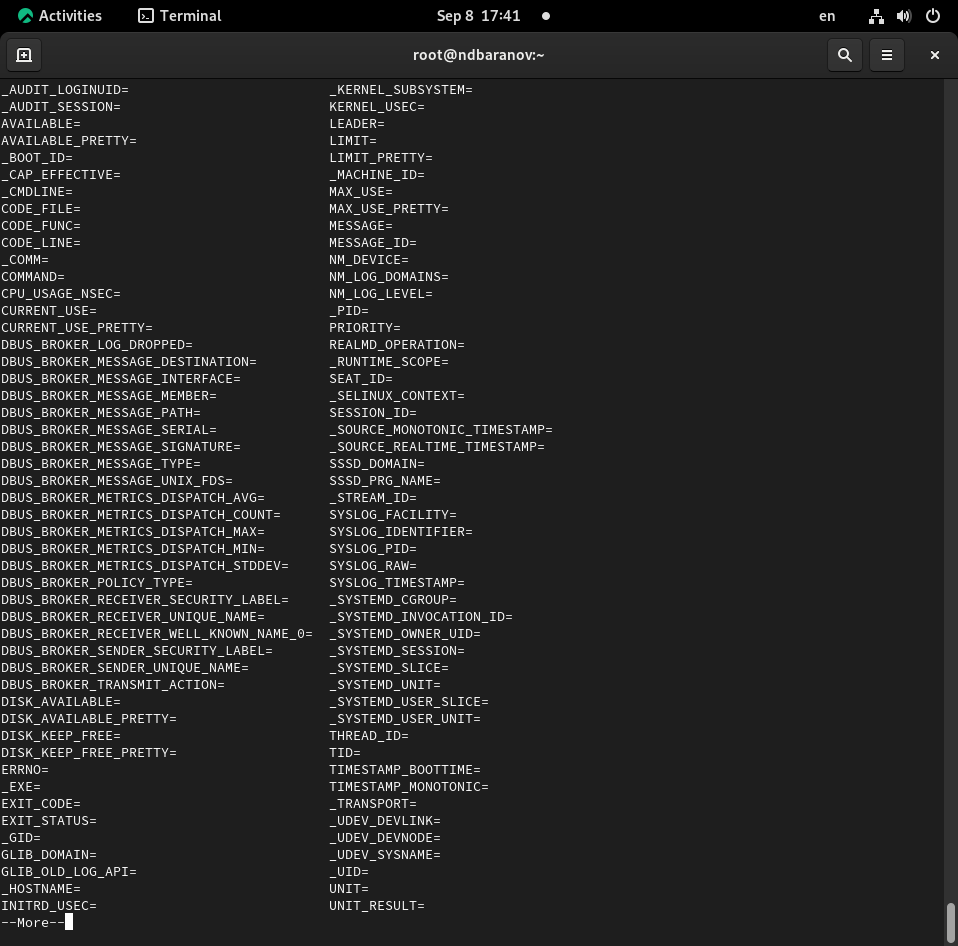 Activities Terminal Sep 8 17:41 en
root@ndbaranov:~
_AUDIT_LOGINUID= _KERNEL_SUBSYSTEM=
_AUDIT_SESSION= KERNEL_USEC=
AVAILABLE= LEADER=
AVAILABLE_PRETTY= LIMIT=
_BOOT_ID= LIMIT_PRETTY=
_CAP_EFFECTIVE= _MACHINE_ID=
_CMDLINE= MAX_USE=
CODE_FILE= MAX_USE_PRETTY=
CODE_FUNC= MESSAGE=
CODE_LINE= MESSAGE_ID=
_COMM= NM_DEVICE=
COMMAND= NM_LOG_DOMAINS=
CPU_USAGE_NSEC= NM_LOG_LEVEL=
CURRENT_USE= _PID=
CURRENT_USE_PRETTY= PRIORITY=
DBUS_BROKER_LOG_DROPPED= REALMD_OPERATION=
DBUS_BROKER_MESSAGE_DESTINATION= _RUNTIME_SCOPE=
DBUS_BROKER_MESSAGE_INTERFACE= SEAT_ID=
DBUS_BROKER_MESSAGE_MEMBER= _SELINUX_CONTEXT=
DBUS_BROKER_MESSAGE_PATH= SESSION_ID=
DBUS_BROKER_MESSAGE_SERIAL= _SOURCE_MONOTONIC_TIMESTAMP=
DBUS_BROKER_MESSAGE_SIGNATURE= _SOURCE_REALTIME_TIMESTAMP=
DBUS_BROKER_MESSAGE_TYPE= SSSD_DOMAIN=
DBUS_BROKER_MESSAGE_UNIX_FDS= SSSD_PRG_NAME=
DBUS_BROKER_METRICS_DISPATCH_AVG= _STREAM_ID=
DBUS_BROKER_METRICS_DISPATCH_COUNT= SYSLOG_FACILITY=
DBUS_BROKER_METRICS_DISPATCH_MAX= SYSLOG_IDENTIFIER=
DBUS_BROKER_METRICS_DISPATCH_MIN= SYSLOG_PID=
DBUS_BROKER_METRICS_DISPATCH_STDDEV= SYSLOG_RAW=
DBUS_BROKER_POLICY_TYPE= SYSLOG_TIMESTAMP=
DBUS_BROKER_RECEIVER_SECURITY_LABEL= _SYSTEMD_CGROUP=
DBUS_BROKER_RECEIVER_UNIQUE_NAME= _SYSTEMD_INVOCATION_ID=
DBUS_BROKER_RECEIVER_WELL_KNOWN_NAME_0= _SYSTEMD_OWNER_UID=
DBUS_BROKER_SENDER_SECURITY_LABEL= _SYSTEMD_SESSION=
DBUS_BROKER_SENDER_UNIQUE_NAME= _SYSTEMD_SLICE=
DBUS_BROKER_TRANSMIT_ACTION= _SYSTEMD_UNIT=
DISK_AVAILABLE= _SYSTEMD_USER_SLICE=
DISK_AVAILABLE_PRETTY= _SYSTEMD_USER_UNIT=
DISK_KEEP_FREE= THREAD_ID=
DISK_KEEP_FREE_PRETTY= TID=
ERRNO= TIMESTAMP_BOOTTIME=
_EXE= TIMESTAMP_MONOTONIC=
EXIT_CODE= _TRANSPORT=
EXIT_STATUS= _UDEV_DEVLINK=
_GID= _UDEV_DEVNODE=
GLIB_DOMAIN= _UDEV_SYSNAME=
GLIB_OLD_LOG_API= _UID=
_HOSTNAME= UNIT=
INITRD_USEC= UNIT_RESULT=
--More--